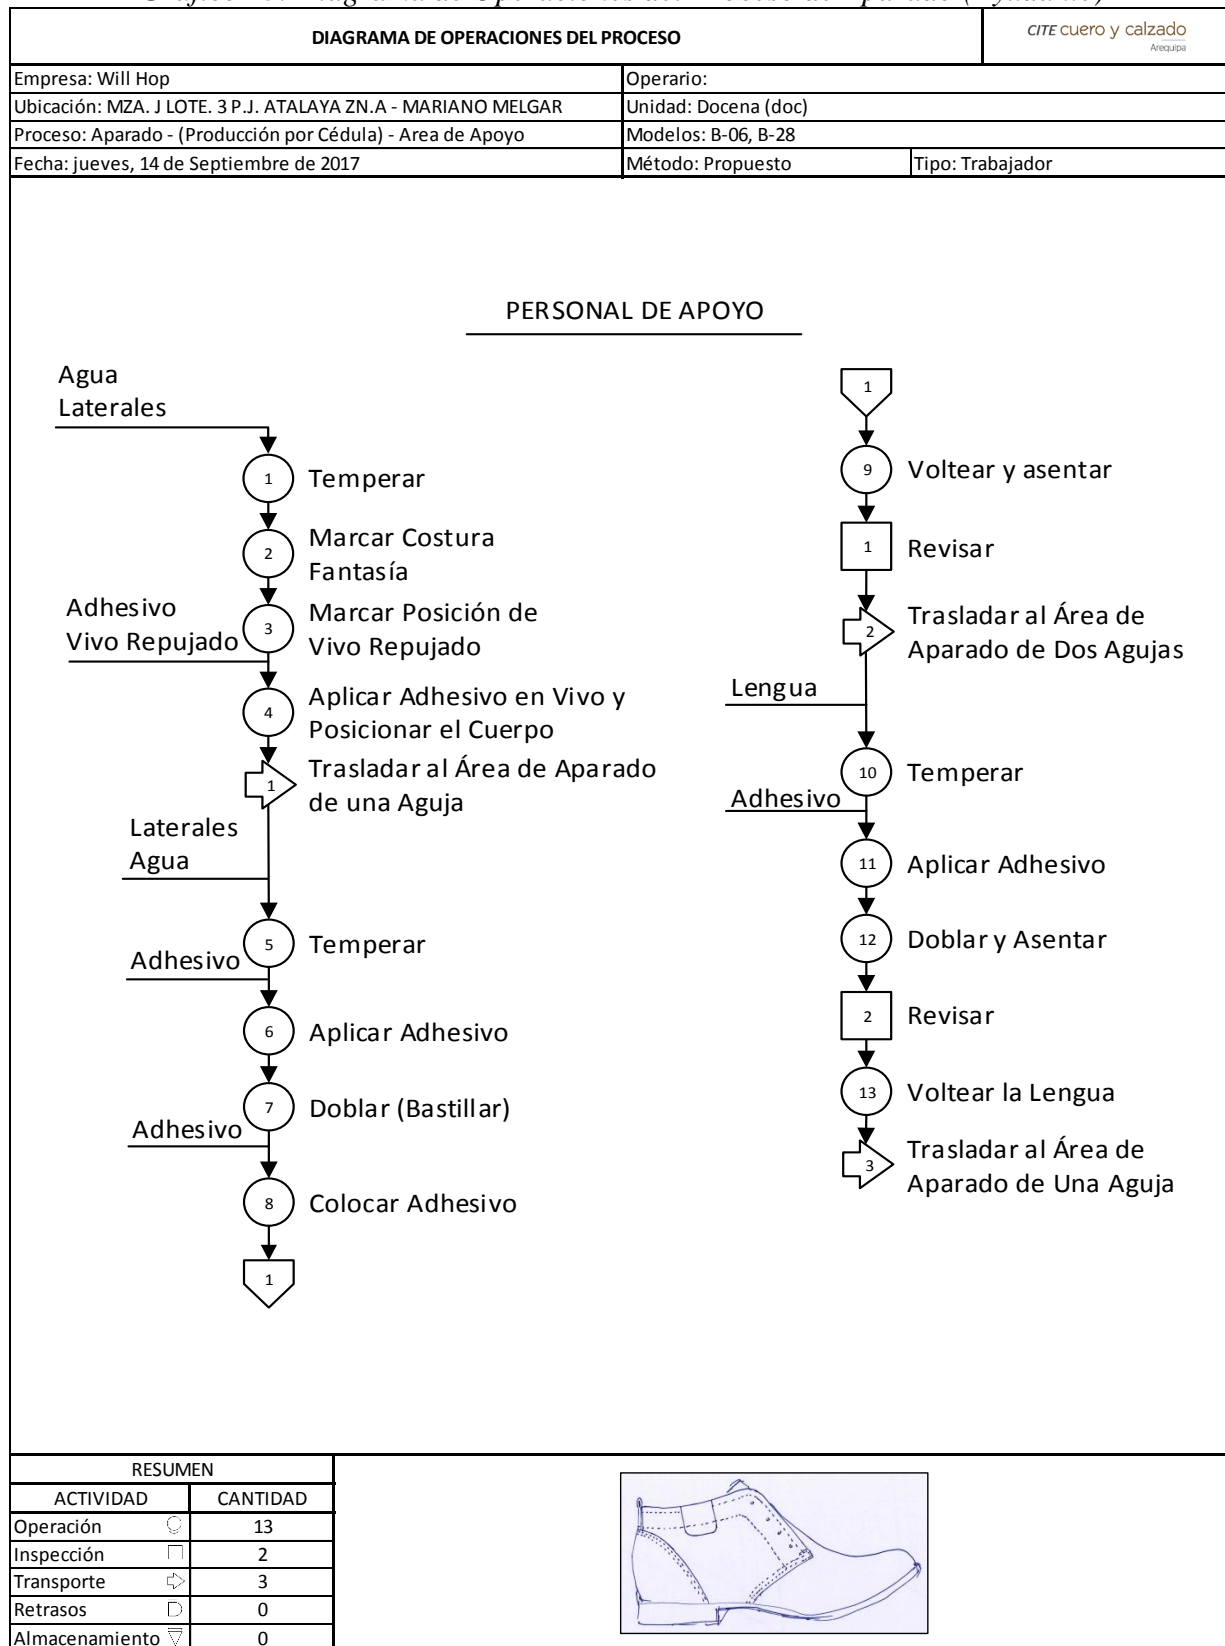 DIAGRAMA DE OPERACIONES DEL PROCESO
CITE cuero y calzado
Arequipa
Empresa: Will Hop
Operario:
Ubicación: MZA. J LOTE. 3 P.J. ATALAYA ZN.A - MARIANO MELGAR
Unidad: Docena (doc)
Proceso: Aparado - (Producción por Cédula) - Area de Apoyo
Modelos: B-06, B-28
Fecha: jueves, 14 de Septiembre de 2017
Método: Propuesto
Tipo: Trabajador
PERSONAL DE APOYO
Agua
Laterales
1
Temperar
2
Marcar Costura
Fantasía
Adhesivo
Vivo Repujado
3
Marcar Posición de
Vivo Repujado
4
Aplicar Adhesivo en Vivo y
Posicionar el Cuerpo
1
Trasladar al Área de Aparado
de una Aguja
Laterales
Agua
5
Temperar
Adhesivo
6
Aplicar Adhesivo
7
Doblar (Bastillar)
Adhesivo
8
Colocar Adhesivo
1
1
9
Voltear y asentar
1
Revisar
2
Trasladar al Área de
Aparado de Dos Agujas
Lengua
10
Temperar
Adhesivo
11
Aplicar Adhesivo
12
Doblar y Asentar
2
Revisar
13
Voltear la Lengua
3
Trasladar al Área de
Aparado de Una Aguja
RESUMEN
ACTIVIDAD CANTIDAD
Operación 13
Inspección 2
Transporte 3
Retrasos 0
Almacenamiento 0